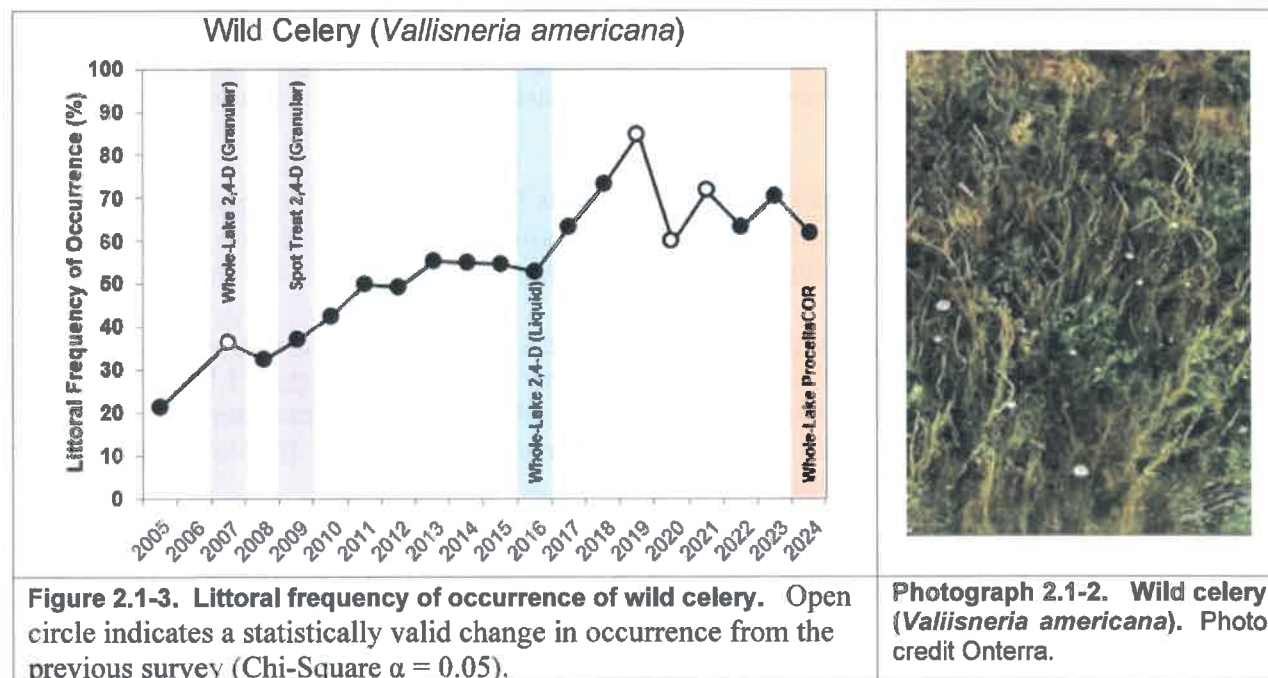 Wild Celery (Vallisneria americana)
Littoral Frequency of Occurrence (%)
100
90
80
70
60
50
40
30
20
10
0
Whole-Lake 2,4-D (Granular)
Spot Treat 2,4-D (Granular)
Whole-Lake 2,4-D (Liquid)
Whole-Lake ProcellaCOR
2005
2006
2007
2008
2009
2010
2011
2012
2013
2014
2015
2016
2017
2018
2019
2020
2021
2022
2023
2024
Figure 2.1-3. Littoral frequency of occurrence of wild celery. Open
circle indicates a statistically valid change in occurrence from the
previous survey (Chi-Square α = 0.05).
Photograph 2.1-2. Wild celery
(Valiisneria americana). Photo
credit Onterra.